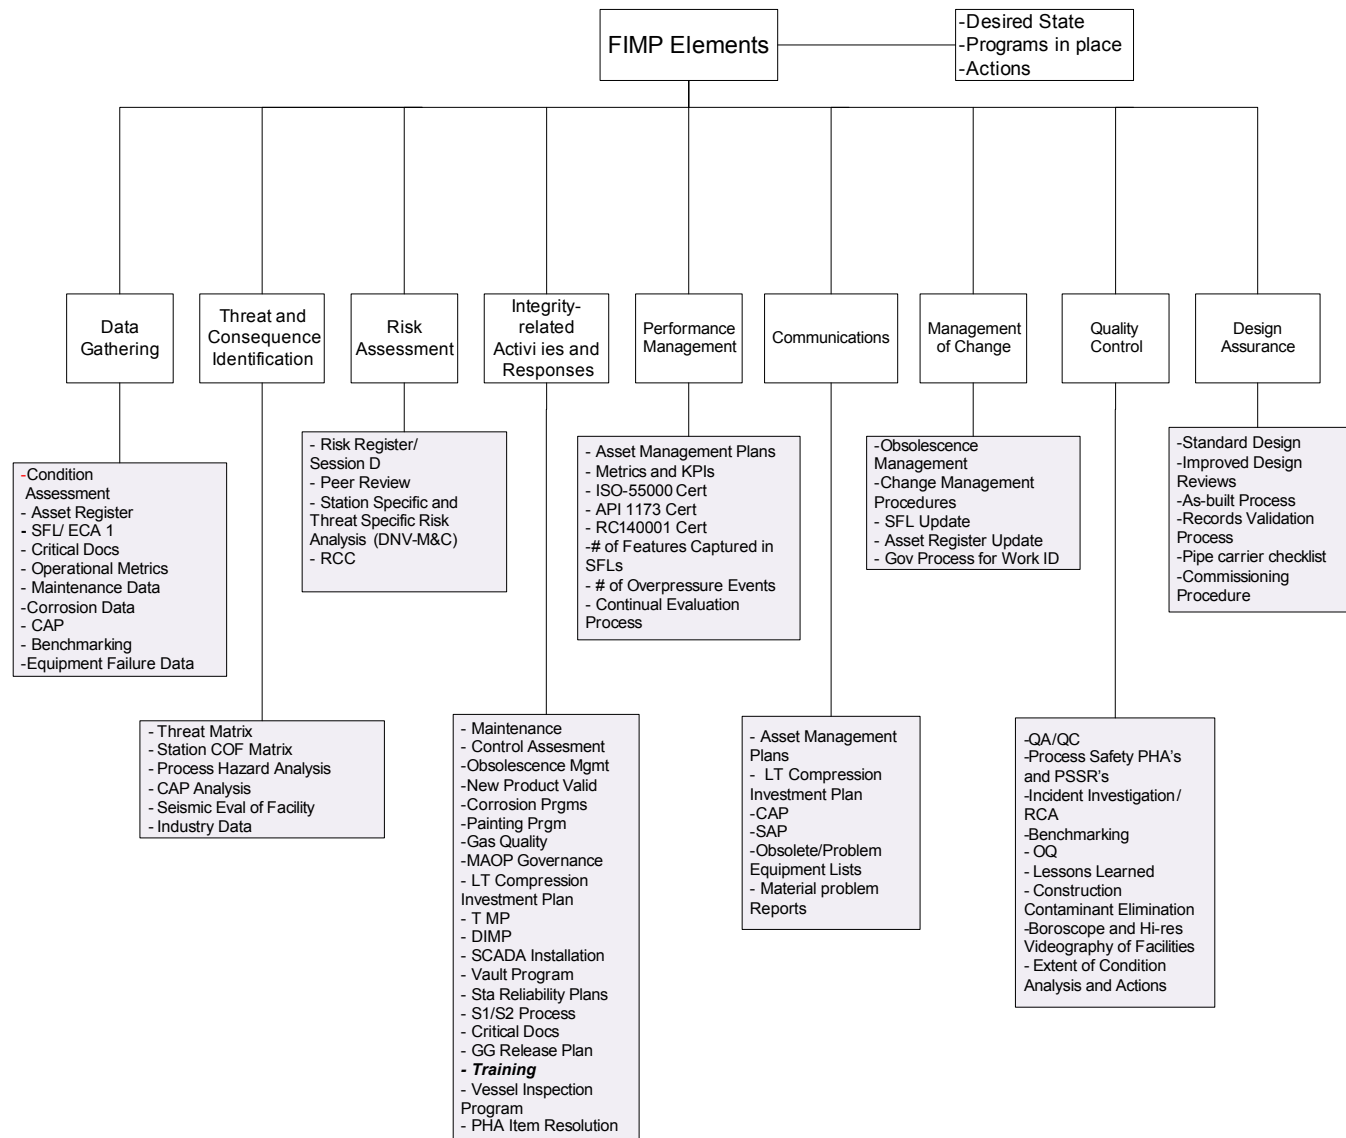 FIMP Elements
-Desired State
-Programs in place
-Actions
Data
Gathering
Threat and
Consequence
Identification
Risk
Assessment
Integrity-
related
Activi ies and
Responses
Performance
Management
Communications
Management
of Change
Quality
Control
Design
Assurance
-Condition
Assessment
- Asset Register
- SFL/ ECA 1
- Critical Docs
- Operational Metrics
- Maintenance Data
-Corrosion Data
- CAP
- Benchmarking
-Equipment Failure Data
- Threat Matrix
- Station COF Matrix
- Process Hazard Analysis
- CAP Analysis
- Seismic Eval of Facility
- Industry Data
- Risk Register/
Session D
- Peer Review
- Station Specific and
Threat Specific Risk
Analysis (DNV-M&C)
- RCC
- Maintenance
- Control Assesment
-Obsolescence Mgmt
-New Product Valid
-Corrosion Prgms
-Painting Prgm
-Gas Quality
-MAOP Governance
- LT Compression
Investment Plan
- T MP
- DIMP
- SCADA Installation
- Vault Program
- Sta Reliability Plans
- S1/S2 Process
- Critical Docs
- GG Release Plan
- Training
- Vessel Inspection
Program
- PHA Item Resolution
- Asset Management Plans
- Metrics and KPIs
- ISO-55000 Cert
- API 1173 Cert
- RC140001 Cert
-# of Features Captured in
SFLs
- # of Overpressure Events
- Continual Evaluation
Process
- Asset Management
Plans
- LT Compression
Investment Plan
-CAP
-SAP
-Obsolete/Problem
Equipment Lists
- Material problem
Reports
-Obsolescence
Management
-Change Management
Procedures
- SFL Update
- Asset Register Update
- Gov Process for Work ID
-QA/QC
-Process Safety PHA's
and PSSR's
-Incident Investigation/
RCA
-Benchmarking
- OQ
- Lessons Learned
- Construction
Contaminant Elimination
-Boroscope and Hi-res
Videography of Facilities
- Extent of Condition
Analysis and Actions
-Standard Design
-Improved Design
Reviews
-As-built Process
-Records Validation
Process
-Pipe carrier checklist
-Commissioning
Procedure